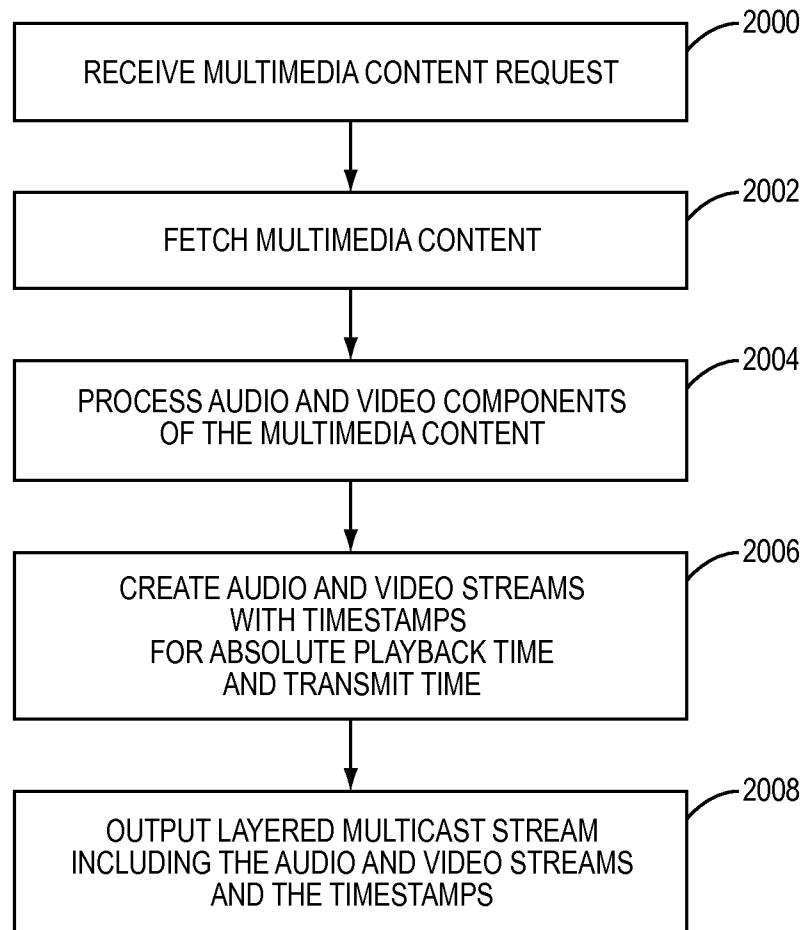 2000
RECEIVE MULTIMEDIA CONTENT REQUEST
2002
FETCH MULTIMEDIA CONTENT
2004
PROCESS AUDIO AND VIDEO COMPONENTS
OF THE MULTIMEDIA CONTENT
2006
CREATE AUDIO AND VIDEO STREAMS
WITH TIMESTAMPS
FOR ABSOLUTE PLAYBACK TIME
AND TRANSMIT TIME
2008
OUTPUT LAYERED MULTICAST STREAM
INCLUDING THE AUDIO AND VIDEO STREAMS
AND THE TIMESTAMPS